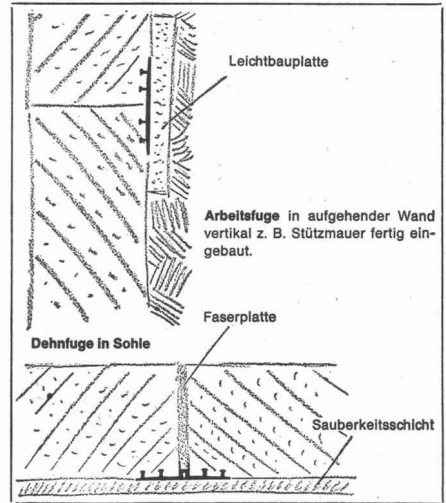 Leichtbauplatte
Arbeitsfuge in aufgehender Wand
vertikal z. B. Stützmauer fertig ein-
gebaut.
Faserplatte
Dehnfuge in Sohle
Sauberkeitsschicht